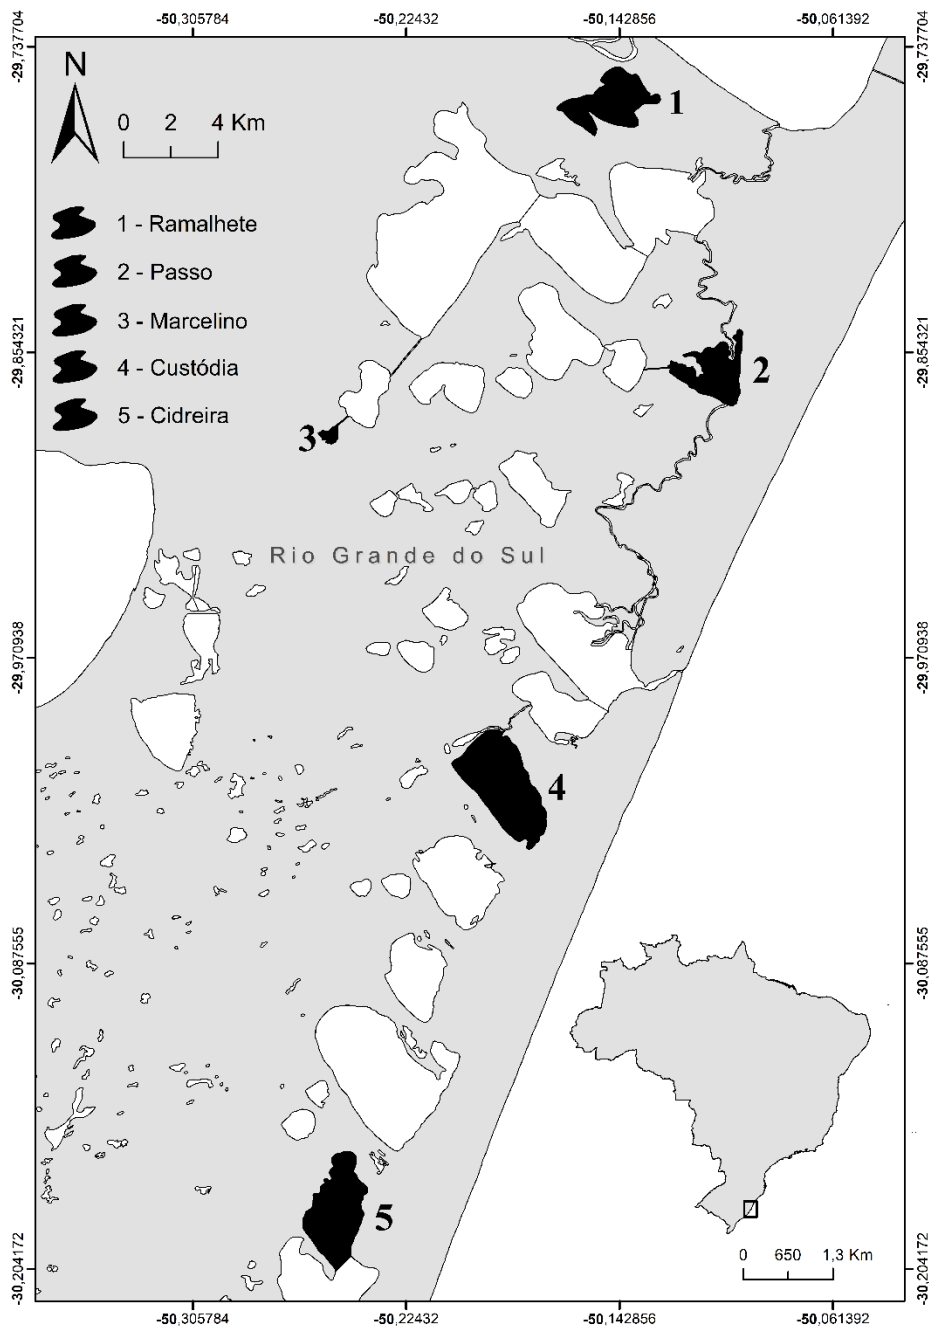 -50,305784 -50,22432 -50,142856 -50,061392
-29,737704 -29,737704
N
0 2 4 Km
1
1 - Ramalhete
2 - Passo
3 - Marcelino
4 - Custódia
5 - Cidreira
-29,854321 -29,854321
2
3
Rio Grande do Sul
-29,970938 -29,970938
4
-30,087555 -30,087555
5
0 650 1,3 Km
-30,204172 -30,204172
-50,305784 -50,22432 -50,142856 -50,061392